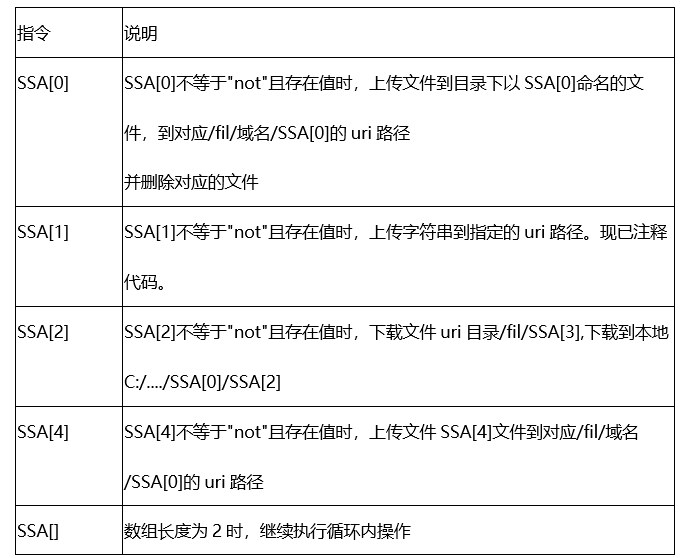 指令 说明
SSA[0] SSA[0]不等于"not"且存在值时，上传文件到目录下以 SSA[0]命名的文
件，到对应/fil/域名/SSA[0]的 uri 路径
并删除对应的文件
SSA[1] SSA[1]不等于"not"且存在值时，上传字符串到指定的 uri 路径。现已注释
代码。
SSA[2] SSA[2]不等于"not"且存在值时，下载文件 uri 目录/fil/SSA[3],下载到本地
C:/..../SSA[0]/SSA[2]
SSA[4] SSA[4]不等于"not"且存在值时，上传文件 SSA[4]文件到对应/fil/域名
/SSA[0]的 uri 路径
SSA[] 数组长度为 2 时，继续执行循环内操作